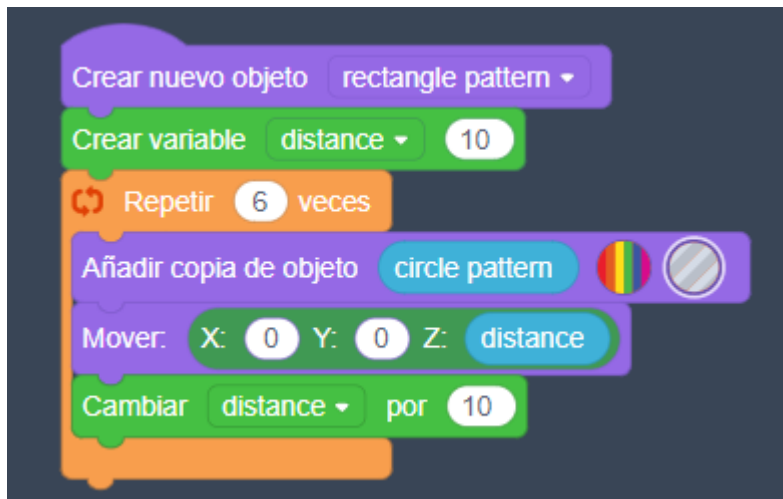 Crear nuevo objeto rectangle pattern
Crear variable distance 10
Repetir 6 veces
Añadir copia de objeto circle pattern
Mover: X: 0 Y: 0 Z: distance
Cambiar distance por 10